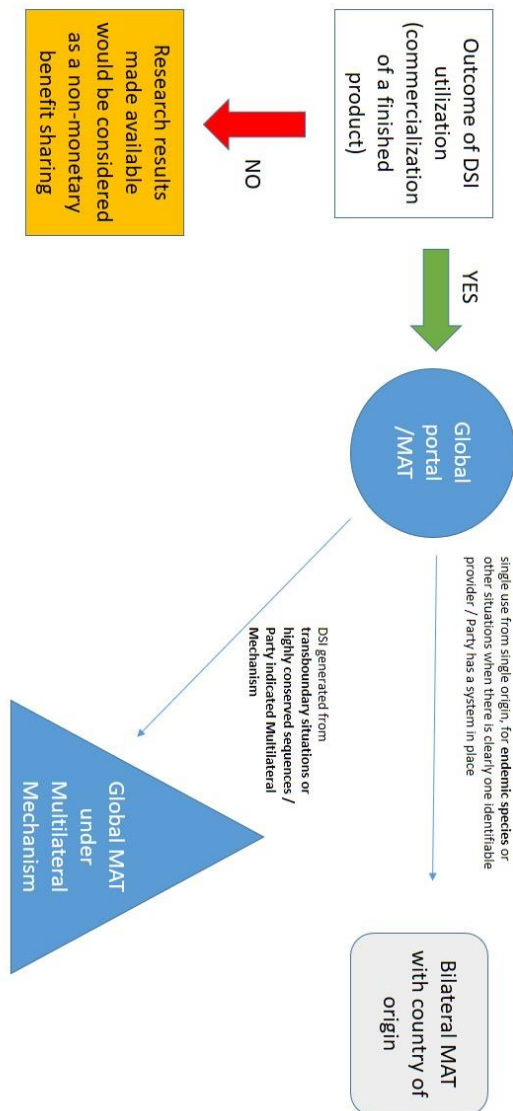 Outcome of DSI
utilization
(commercialization
of a finished
product)
YES
Global
portal
/MAT
single use from single origin, for endemic species or
other situations when there is clearly one identifiable
provider / Party has a system in place
Bilateral MAT
with country of
origin
NO
Research results
made available
would be considered
as a non-monetary
benefit sharing
DSI generated from
transboundary situations or
highly conserved sequences /
Party indicated Multilateral
Mechanism
Global MAT
under
Multilateral
Mechanism